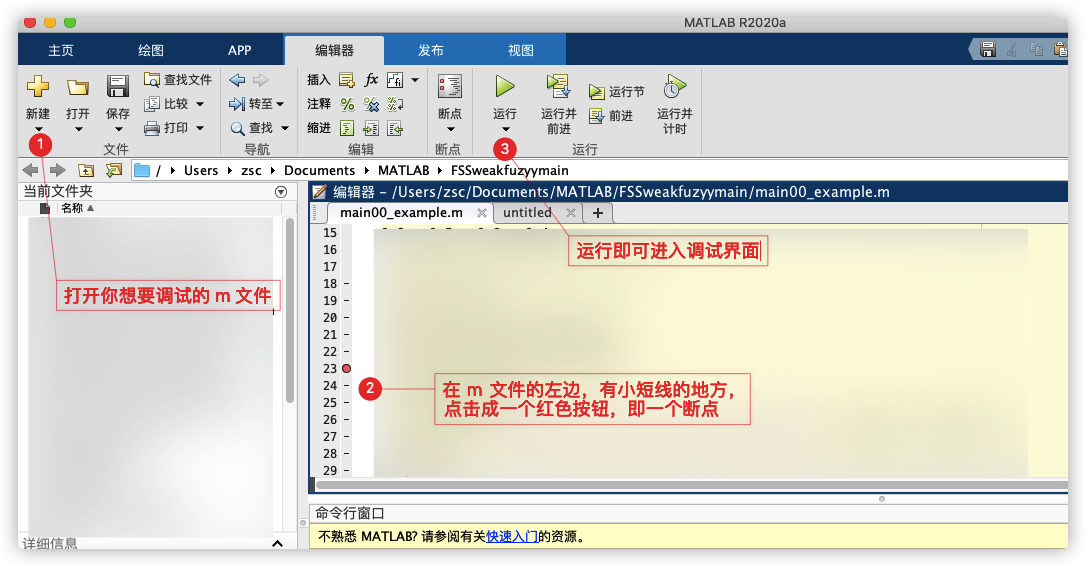 MATLAB R2020a
主页 绘图 APP 编辑器 发布 视图
新建 打开 保存 查找文件 比较 打印
文件
转至 查找
导航
插入 fx
注释
缩进
编辑
断点
断点
运行 运行并前进 运行节 前进 运行并计时
运行
1
3
/ Users zsc Documents MATLAB FSSweakfuzyymain
当前文件夹
名称
编辑器 – /Users/zsc/Documents/MATLAB/FSSweakfuzyymain/main00_example.m
main00_example.m untitled
运行即可进入调试界面
打开你想要调试的 m 文件
15
16
17
18 –
19 –
20 –
21 –
22 –
23
24 –
25 –
26 –
27 –
28 –
29 –
2
在 m 文件的左边，有小短线的地方，
点击成一个红色按钮，即一个断点
命令行窗口
不熟悉 MATLAB? 请参阅有关快速入门的资源。
详细信息